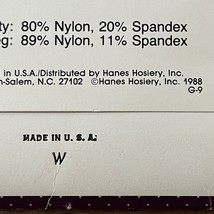 ty: 80% Nylon, 20% Spandex
eg: 89% Nylon, 11% Spandex
in U.S.A./Distributed by Hanes Hosiery, Inc.
n-Salem, N.C. 27102 ©Hanes Hosiery, Inc. 1988
G-9
MADE IN U. S. A.
W